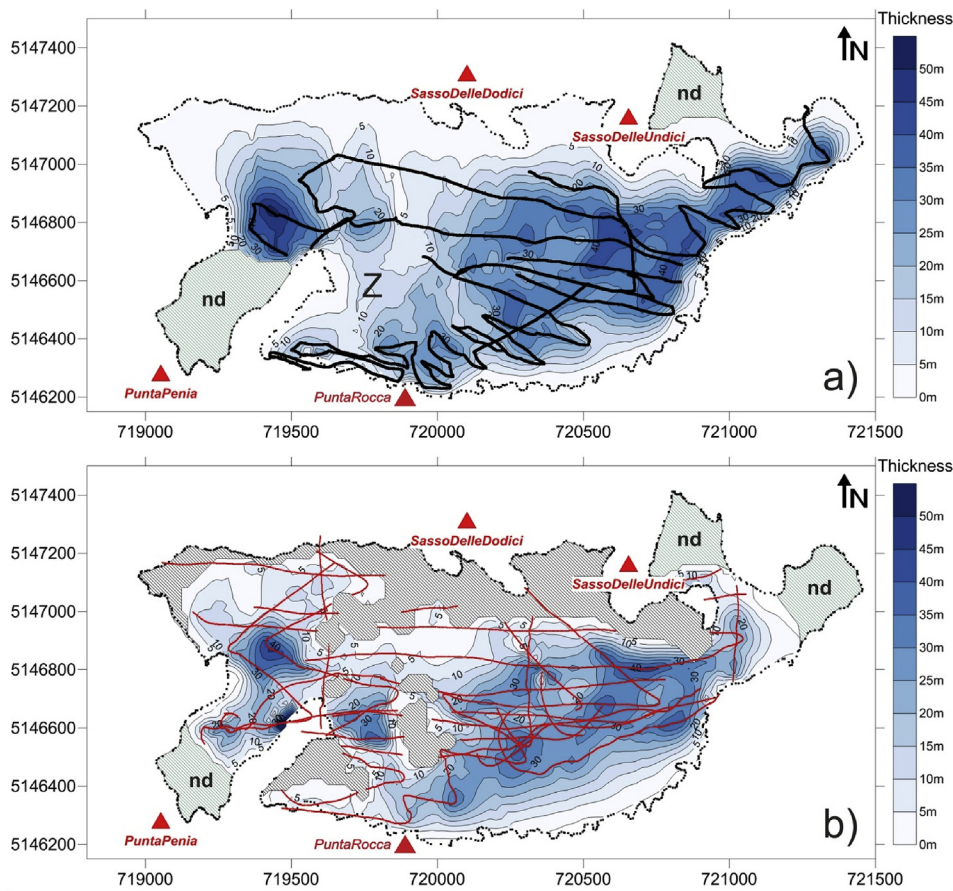 Thickness
5147400
5147200
5147000
5146800
5146600
5146400
5146200
N
nd
SassoDelleDodici
SassoDelleUndici
nd
Z
PuntaPenia
PuntaRocca
a)
50m
45m
40m
35m
30m
25m
20m
15m
10m
5m
0m
719000 719500 720000 720500 721000 721500
Thickness
5147400
5147200
5147000
5146800
5146600
5146400
5146200
N
nd
nd
SassoDelleDodici
SassoDelleUndici
nd
PuntaPenia
PuntaRocca
b)
50m
45m
40m
35m
30m
25m
20m
15m
10m
5m
0m
719000 719500 720000 720500 721000 721500